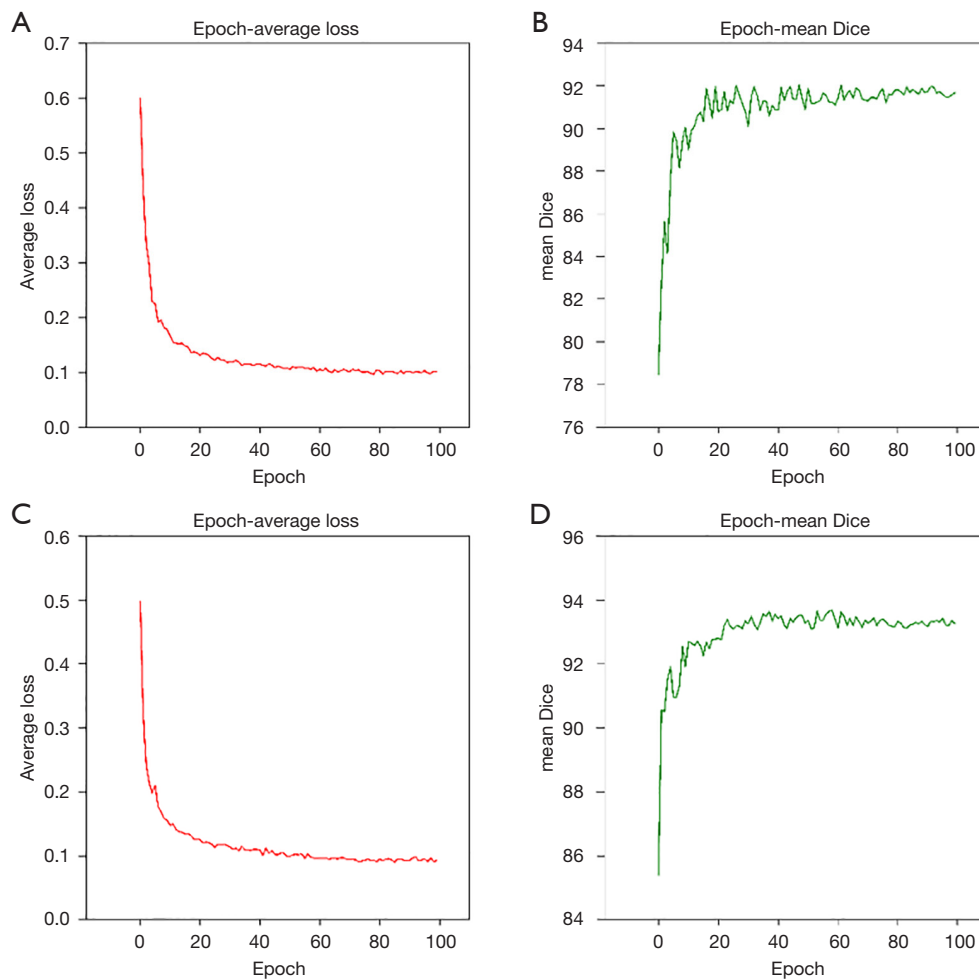 A
Epoch-average loss
0.7
0.6
0.5
0.4
0.3
0.2
0.1
0.0
Average loss
0 20 40 60 80 100
Epoch
B
Epoch-mean Dice
94
92
90
88
86
84
82
80
78
76
mean Dice
0 20 40 60 80 100
Epoch
C
Epoch-average loss
0.6
0.5
0.4
0.3
0.2
0.1
0.0
Average loss
0 20 40 60 80 100
Epoch
D
Epoch-mean Dice
96
94
92
90
88
86
84
mean Dice
0 20 40 60 80 100
Epoch